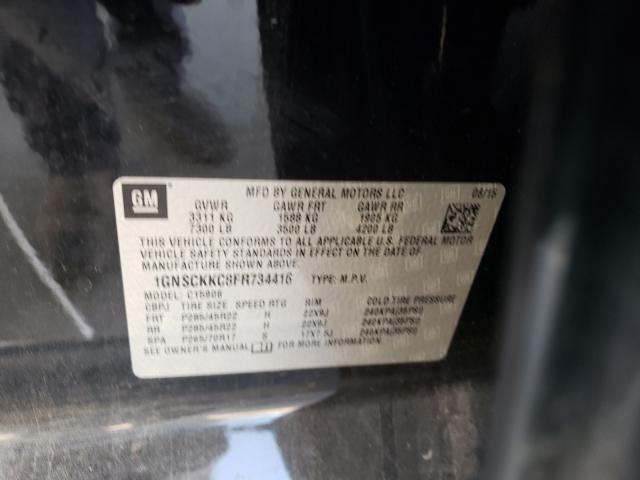 GM
MFD BY GENERAL MOTORS LLC 08/15
GVWR GAWR FRT GAWR RR
3311 KG 1588 KG 1905 KG
7300 LB 3500 LB 4200 LB
THIS VEHICLE CONFORMS TO ALL APPLICABLE U.S. FEDERAL MOTOR
VEHICLE SAFETY STANDARDS IN EFFECT ON THE DATE OF
MANUFACTURE SHOWN ABOVE.
1GNSCKKC6FR734416 TYPE: M.P.V.
MODEL: C15906
CBPJ TIRE SIZE SPEED RTG RIM COLD TIRE PRESSURE
FRT P285/45R22 H 22X9J 240KPA(35PSI)
RR P285/45R22 H 22X9J 240KPA(35PSI)
SPA P265/70R17 S 17X7.5J 240KPA(35PSI)
SEE OWNER'S MANUAL FOR MORE INFORMATION.